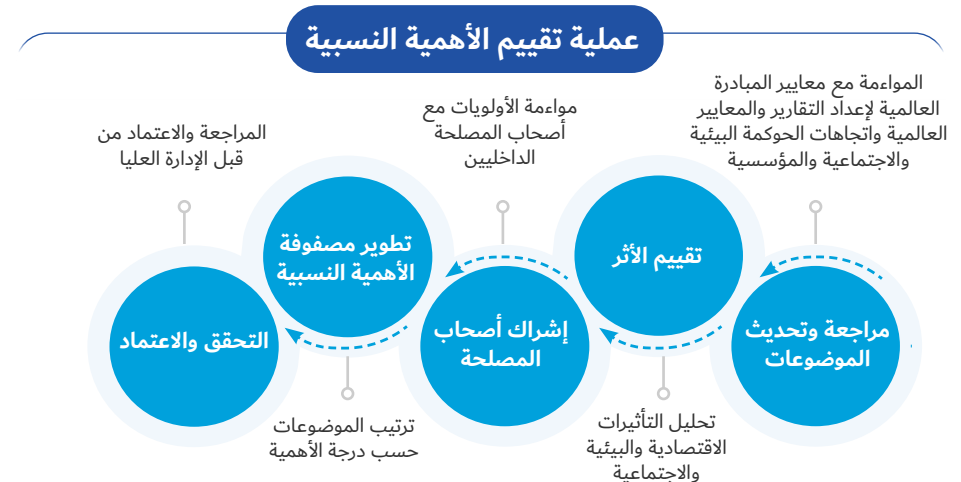 عملية تقييم الأهمية النسبية
المواءمة مع معايير المبادرة
العالمية لإعداد التقارير والمعايير
العالمية واتجاهات الحوكمة البيئية
والاجتماعية والمؤسسية
مراجعة وتحديث
الموضوعات
تقييم الأثر
تحليل التأثيرات
الاقتصادية والبيئية
والاجتماعية
مواءمة الأولويات مع
أصحاب المصلحة
الداخليين
إشراك أصحاب
المصلحة
تطوير مصفوفة
الأهمية النسبية
ترتيب الموضوعات
حسب درجة الأهمية
المراجعة والاعتماد من
قبل الإدارة العليا
التحقق والاعتماد